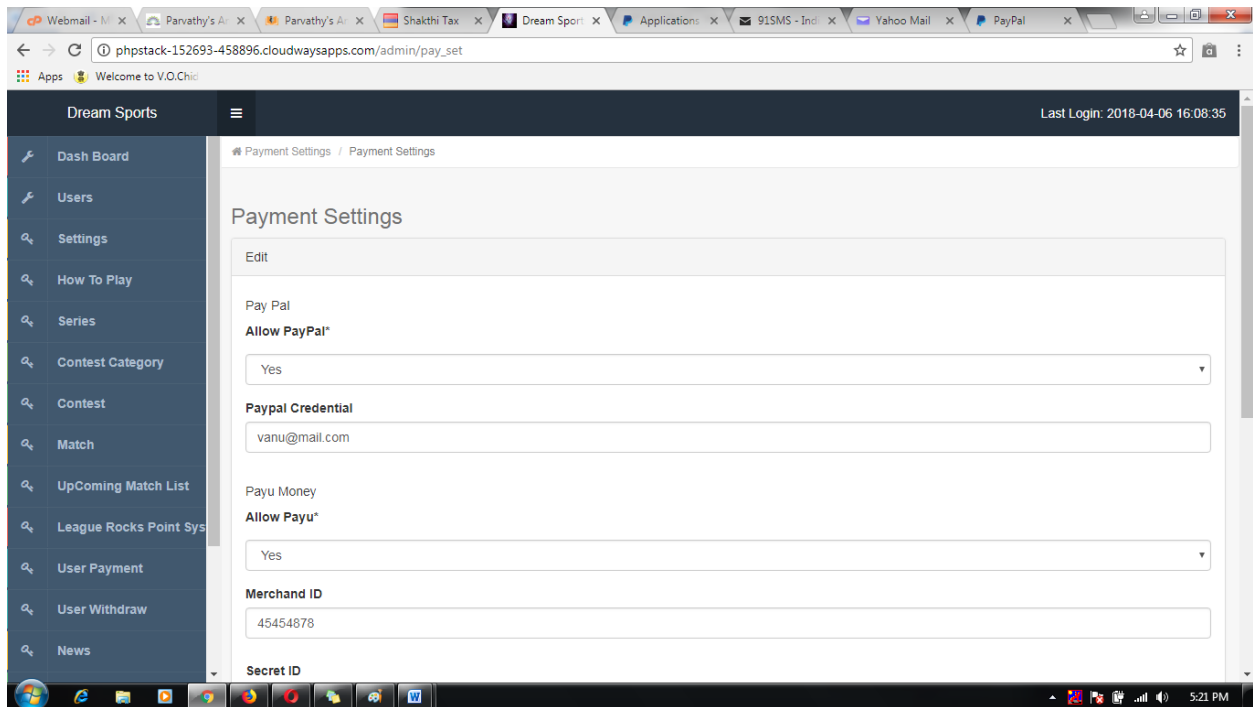 Webmail - M
Parvathy's Ar
Parvathy's Ar
Shakthi Tax
Dream Sport
Applications
91SMS - Indi
Yahoo Mail
PayPal
phpstack-152693-458896.cloudwaysapps.com/admin/pay_set
Apps
Welcome to V.O.Chid
Dream Sports
Last Login: 2018-04-06 16:08:35
Dash Board
Users
Settings
How To Play
Series
Contest Category
Contest
Match
UpComing Match List
League Rocks Point Sys
User Payment
User Withdraw
News
Payment Settings / Payment Settings
Payment Settings
Edit
Pay Pal
Allow PayPal*
Yes
Paypal Credential
vanu@mail.com
Payu Money
Allow Payu*
Yes
Merchand ID
45454878
Secret ID
5:21 PM